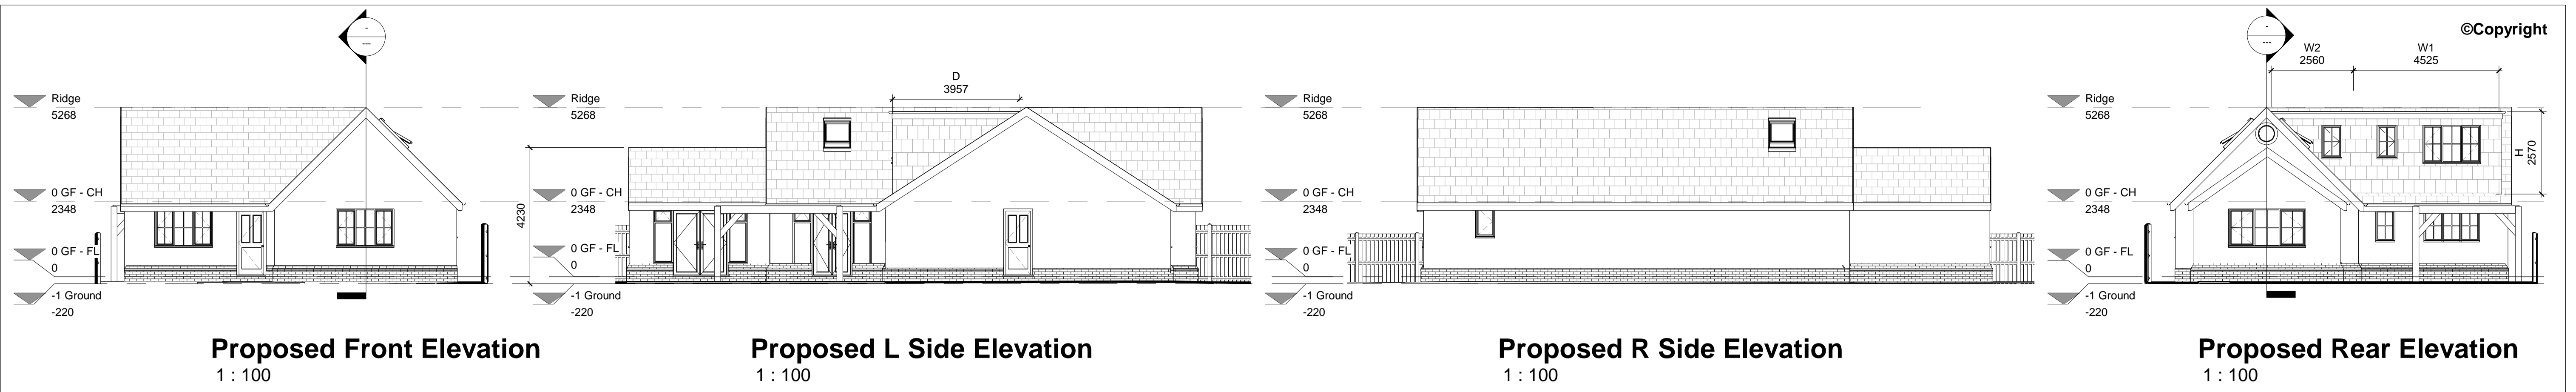 ©Copyright
-
---
Ridge
5268
0 GF - CH
2348
0 GF - FL
0
-1 Ground
-220
Proposed Front Elevation
1 : 100
D
3957
Ridge
5268
4230
0 GF - CH
2348
0 GF - FL
0
-1 Ground
-220
Proposed L Side Elevation
1 : 100
Ridge
5268
0 GF - CH
2348
0 GF - FL
0
-1 Ground
-220
Proposed R Side Elevation
1 : 100
-
---
W2
2560
W1
4525
Ridge
5268
H
2570
0 GF - CH
2348
0 GF - FL
0
-1 Ground
-220
Proposed Rear Elevation
1 : 100